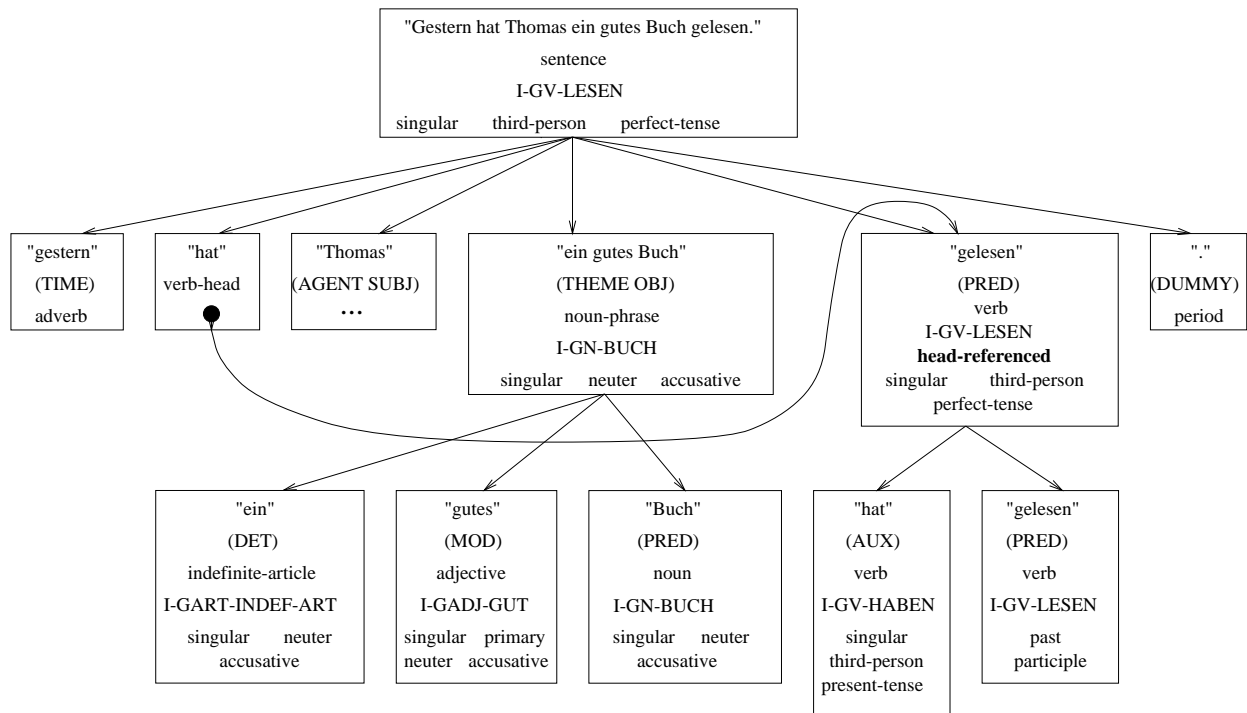 "Gestern hat Thomas ein gutes Buch gelesen."
sentence
I-GV-LESEN
singular third-person perfect-tense
"gestern"
(TIME)
adverb
"hat"
verb-head
"Thomas"
(AGENT SUBJ)
...
"ein gutes Buch"
(THEME OBJ)
noun-phrase
I-GN-BUCH
singular neuter accusative
"gelesen"
(PRED)
verb
I-GV-LESEN
head-referenced
singular third-person
perfect-tense
"."
(DUMMY)
period
"ein"
(DET)
indefinite-article
I-GART-INDEF-ART
singular neuter
accusative
"gutes"
(MOD)
adjective
I-GADJ-GUT
singular primary
neuter accusative
"Buch"
(PRED)
noun
I-GN-BUCH
singular neuter
accusative
"hat"
(AUX)
verb
I-GV-HABEN
singular
third-person
present-tense
"gelesen"
(PRED)
verb
I-GV-LESEN
past
participle